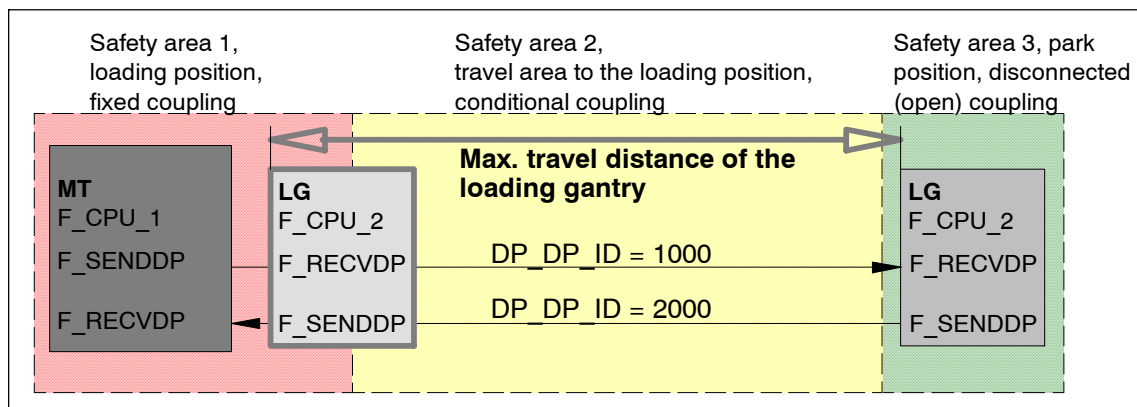 Safety area 1,
loading position,
fixed coupling
Safety area 2,
travel area to the loading position,
conditional coupling
Safety area 3, park
position, disconnected
(open) coupling
Max. travel distance of the
loading gantry
MT
F_CPU_1
F_SENDDP
F_RECVDP
LG
F_CPU_2
F_RECVDP
F_SENDDP
DP_DP_ID = 1000
DP_DP_ID = 2000
LG
F_CPU_2
F_RECVDP
F_SENDDP